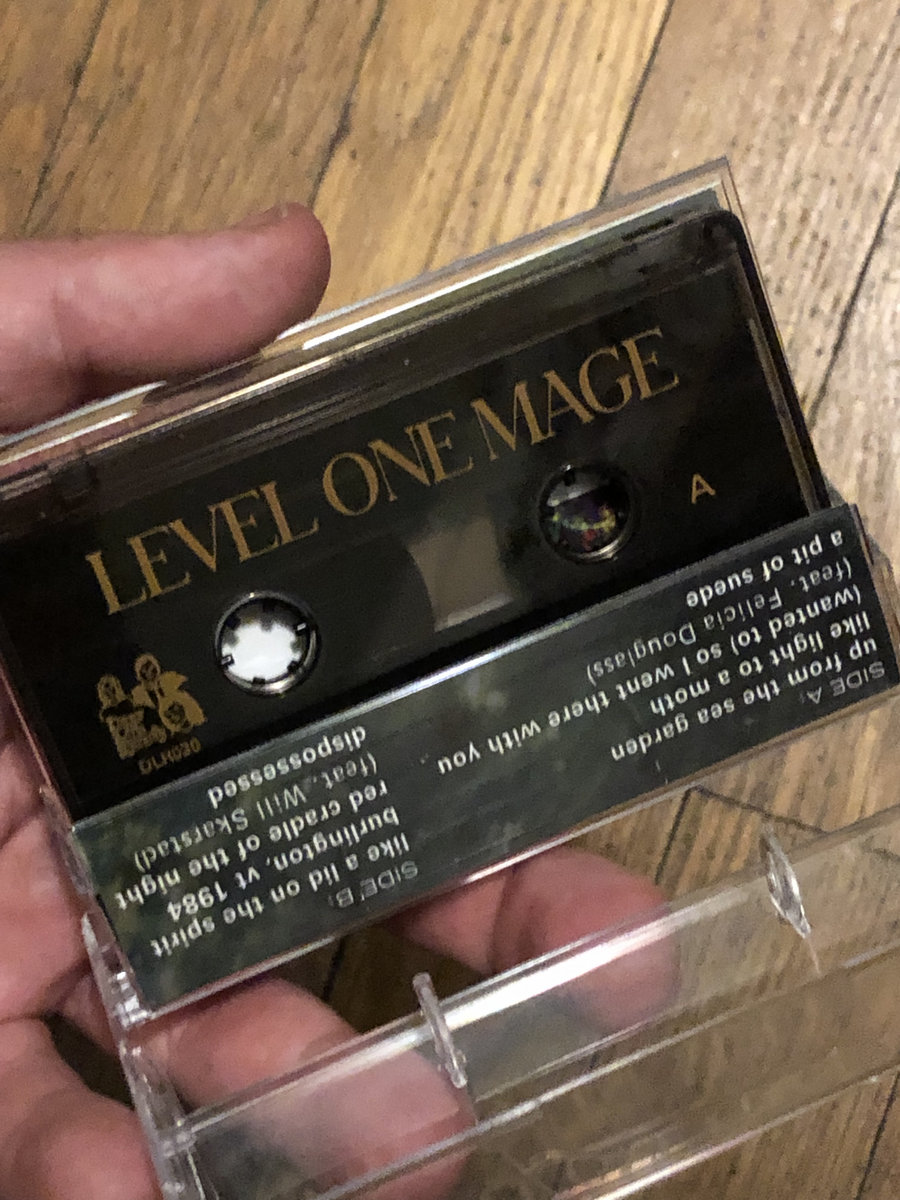 LEVEL ONE MAGE
A
DLK020
SIDE A:
up from the sea garden
like light to a moth
(wanted to) so I went there with you
(feat. Felicia Douglass)
a pit of suede
SIDE B:
like a lid on the spirit
burlington, vt 1984
red cradle of the night
(feat. Will Skarstad)
dispossessed